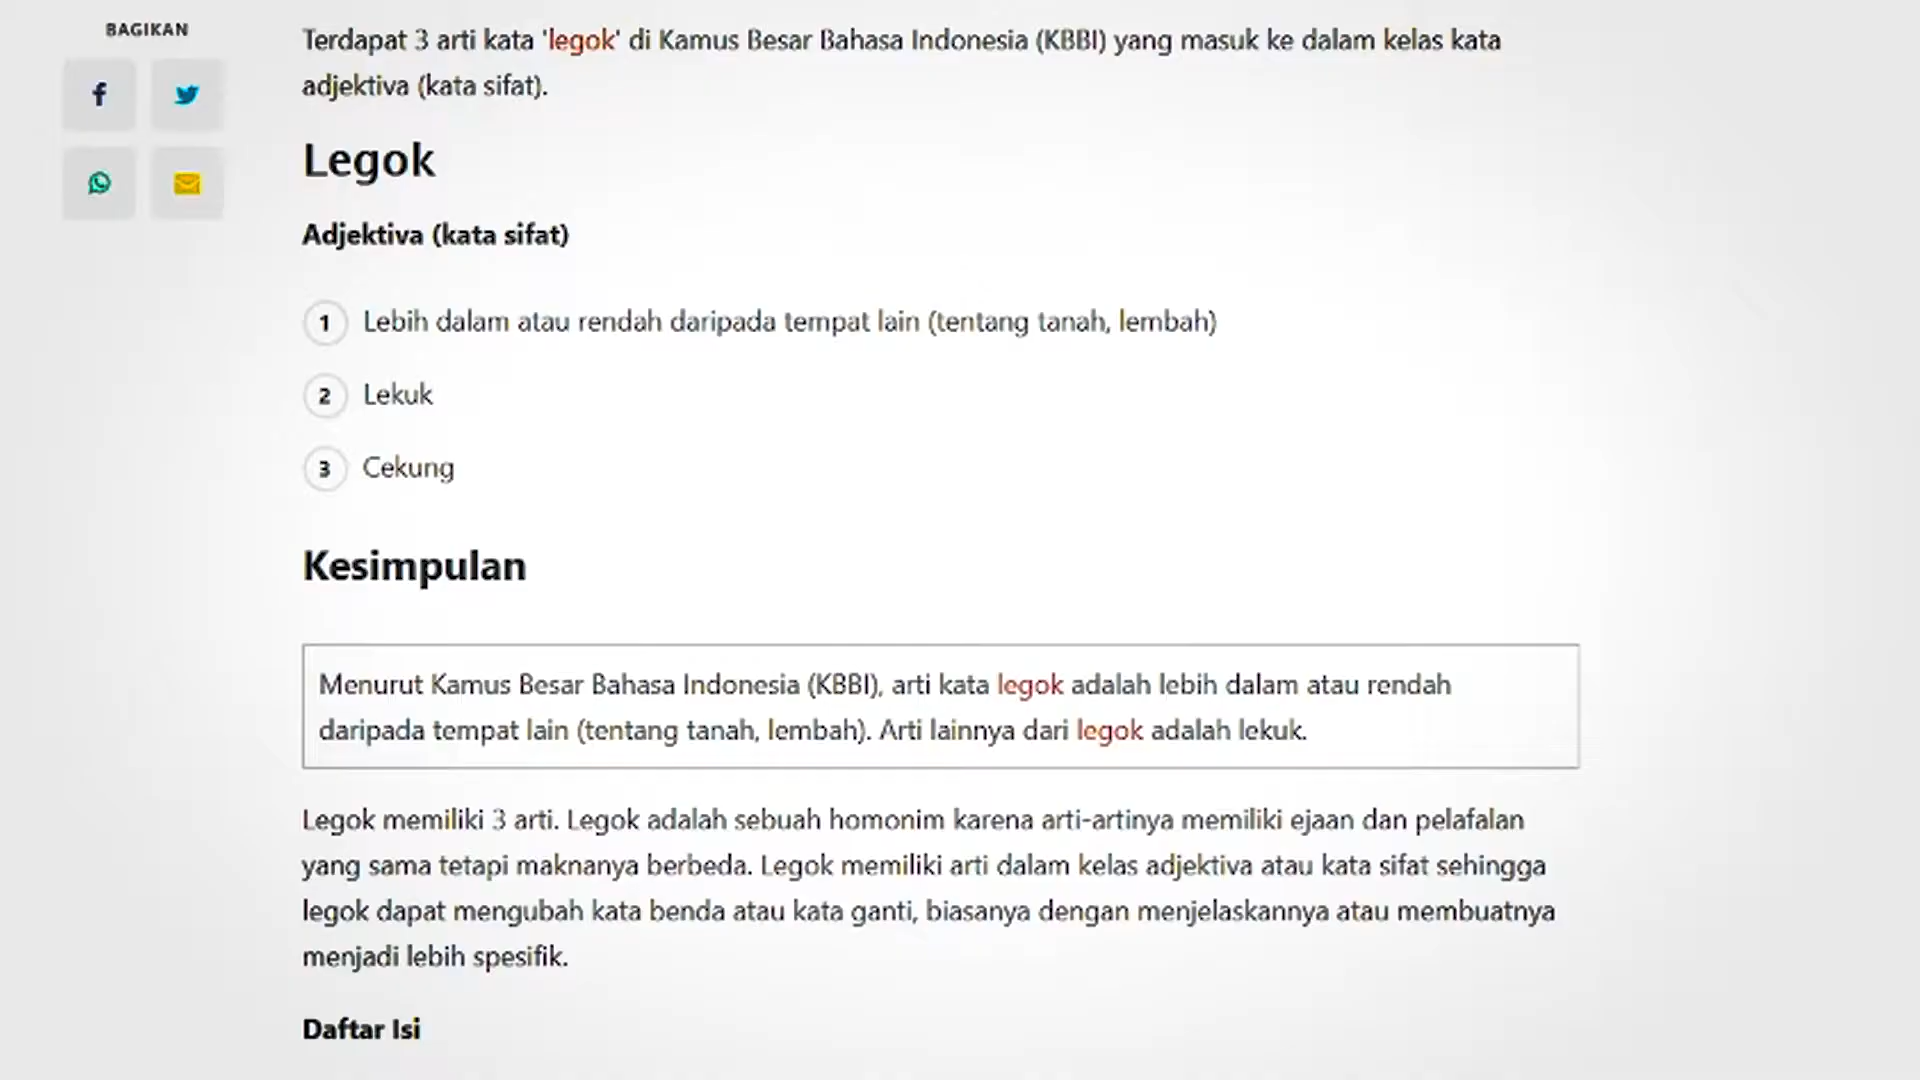 BAGIKAN
Terdapat 3 arti kata 'legok' di Kamus Besar Bahasa Indonesia (KBBI) yang masuk ke dalam kelas kata
adjektiva (kata sifat).
Legok
Adjektiva (kata sifat)
1 Lebih dalam atau rendah daripada tempat lain (tentang tanah, lembah)
2 Lekuk
3 Cekung
Kesimpulan
Menurut Kamus Besar Bahasa Indonesia (KBBI), arti kata legok adalah lebih dalam atau rendah
daripada tempat lain (tentang tanah, lembah). Arti lainnya dari legok adalah lekuk.
Legok memiliki 3 arti. Legok adalah sebuah homonim karena arti-artinya memiliki ejaan dan pelafalan
yang sama tetapi maknanya berbeda. Legok memiliki arti dalam kelas adjektiva atau kata sifat sehingga
legok dapat mengubah kata benda atau kata ganti, biasanya dengan menjelaskannya atau membuatnya
menjadi lebih spesifik.
Daftar Isi